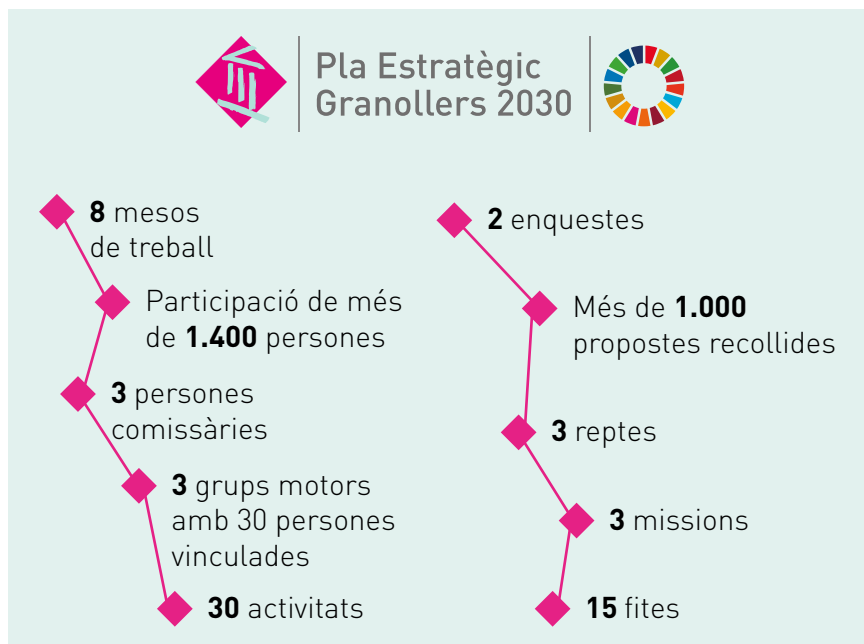 Pla Estratègic
Granollers 2030
8 mesos
de treball
Participació de més
de 1.400 persones
3 persones
comissàries
3 grups motors
amb 30 persones
vinculades
30 activitats
2 enquestes
Més de 1.000
propostes recollides
3 reptes
3 missions
15 fites